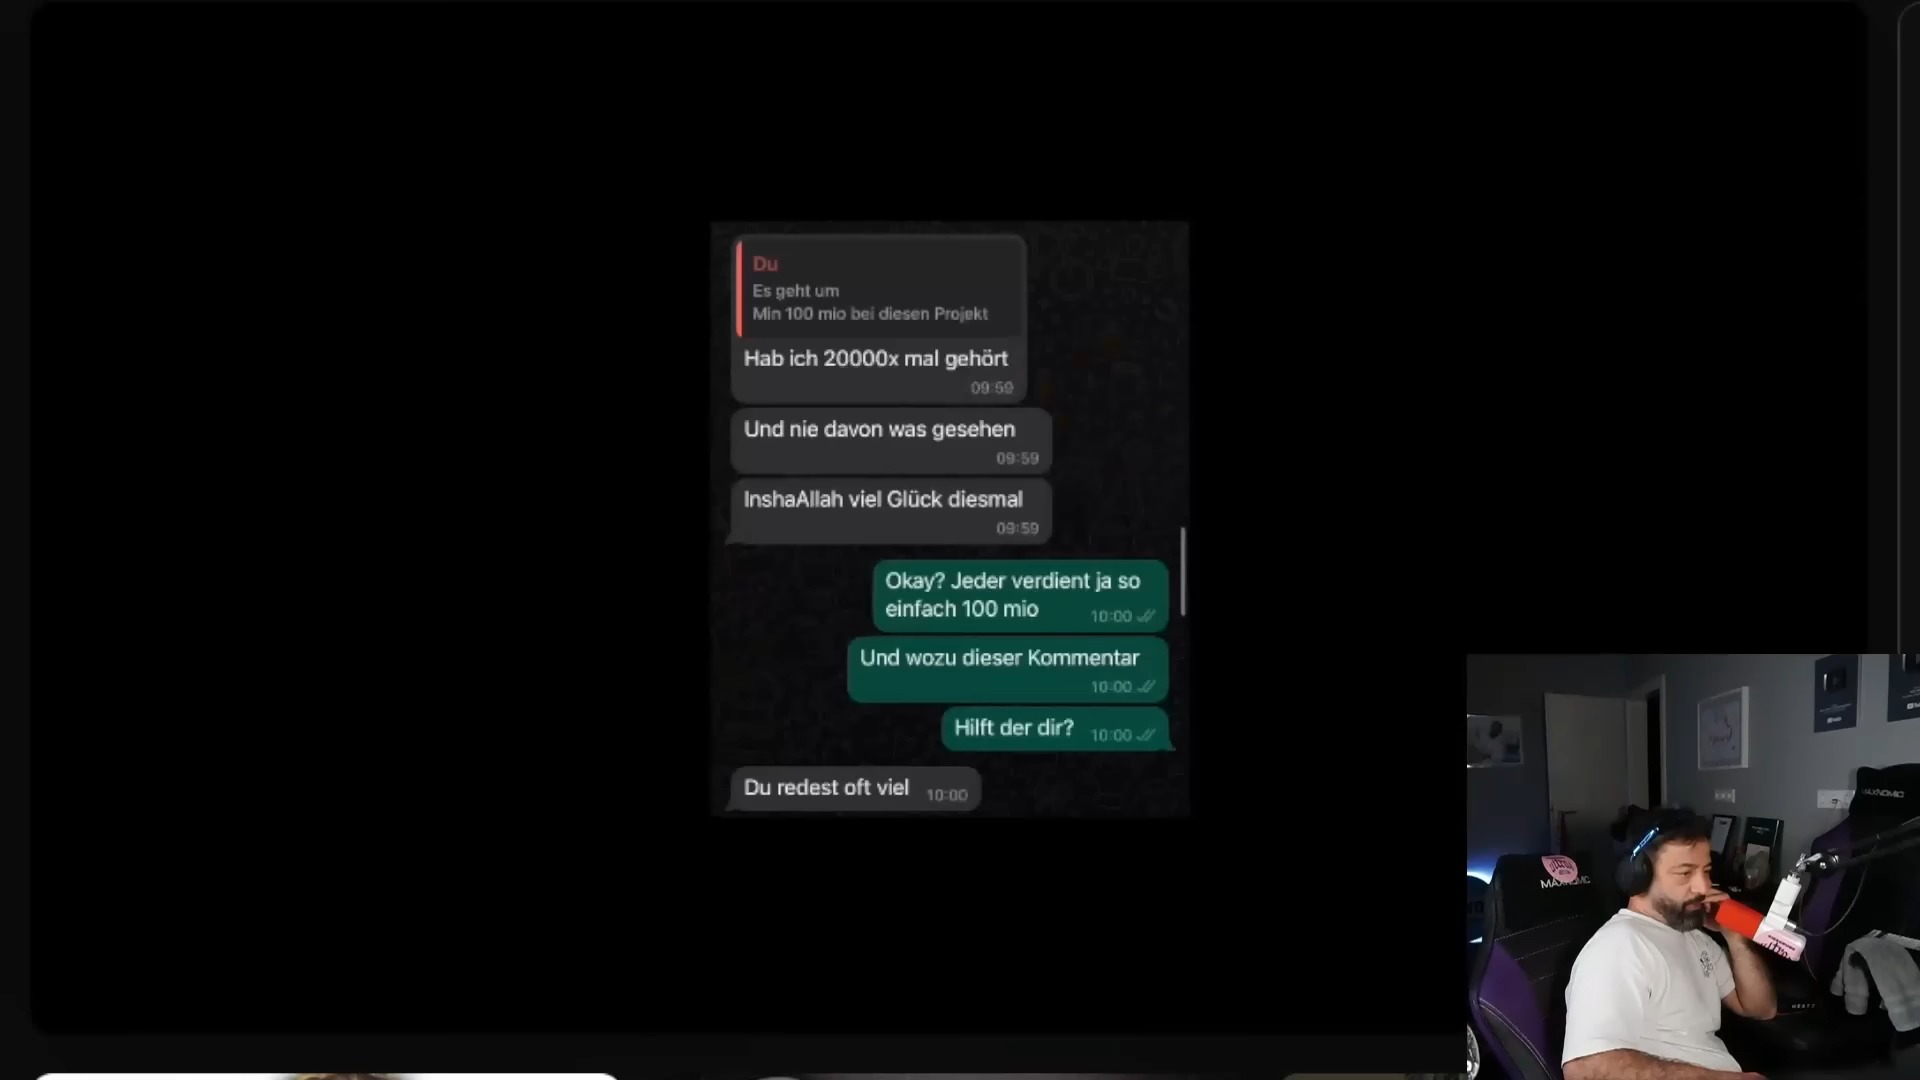 Du
Es geht um
Min 100 mio bei diesen Projekt
Hab ich 20000x mal gehört
09:59
Und nie davon was gesehen
09:59
InshaAllah viel Glück diesmal
09:59
Okay? Jeder verdient ja so
einfach 100 mio
10:00
Und wozu dieser Kommentar
10:00
Hilft der dir?
10:00
Du redest oft viel
10:00
MAXNOMIC
MAXNOMIC